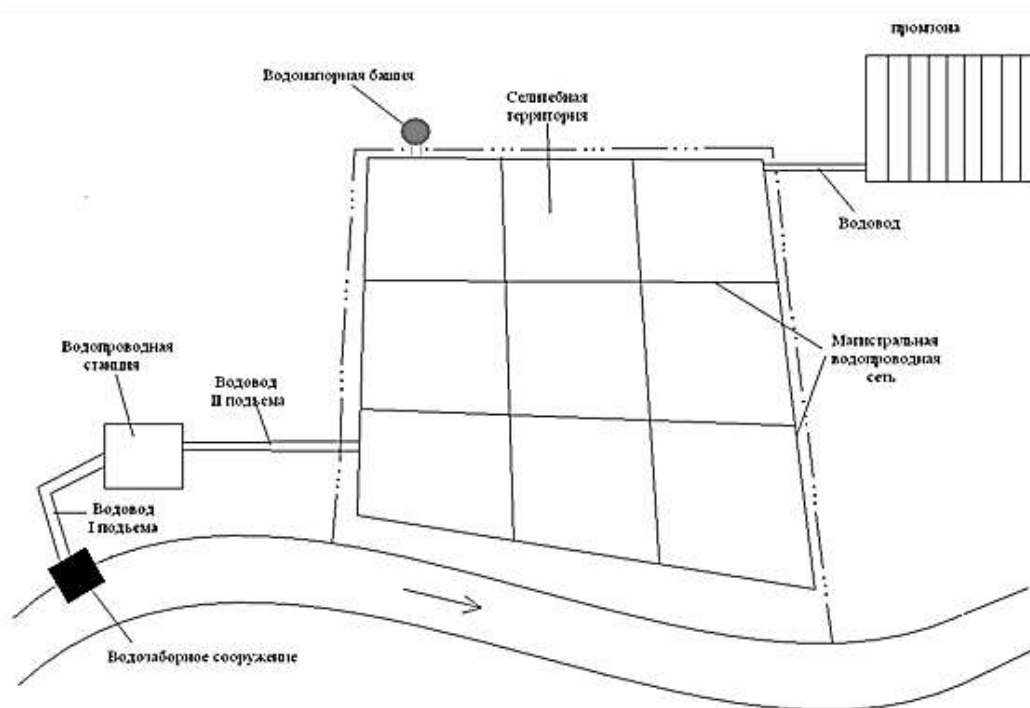 промзона
Водонапорная башня
Селитебная
территория
Водовод
Магистральная
водопроводная
сеть
Водопроводная
станция
Водовод
II подъема
Водовод
I подъема
Водозаборное сооружение